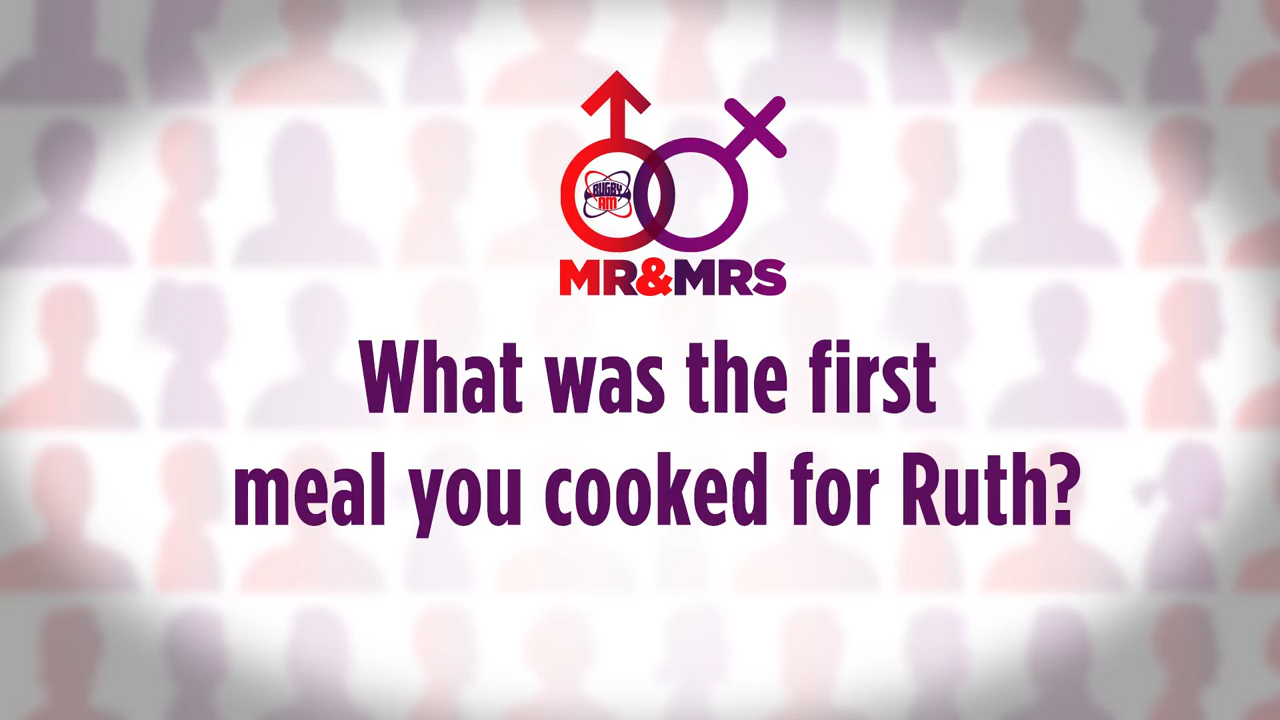 RUGBY
AM
MR&MRS
What was the first
meal you cooked for Ruth?